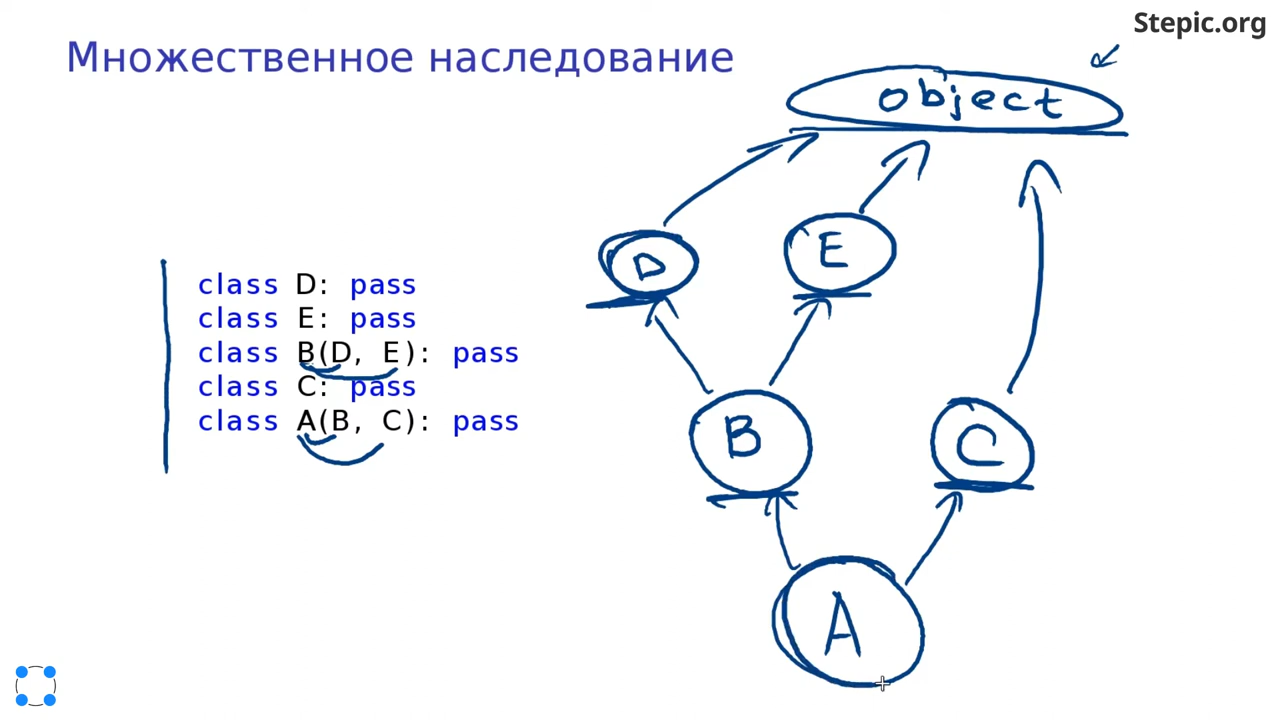 Stepic.org
Множественное наследование
object
D
E
class D: pass
class E: pass
class B(D, E): pass
class C: pass
class A(B, C): pass
B
C
A